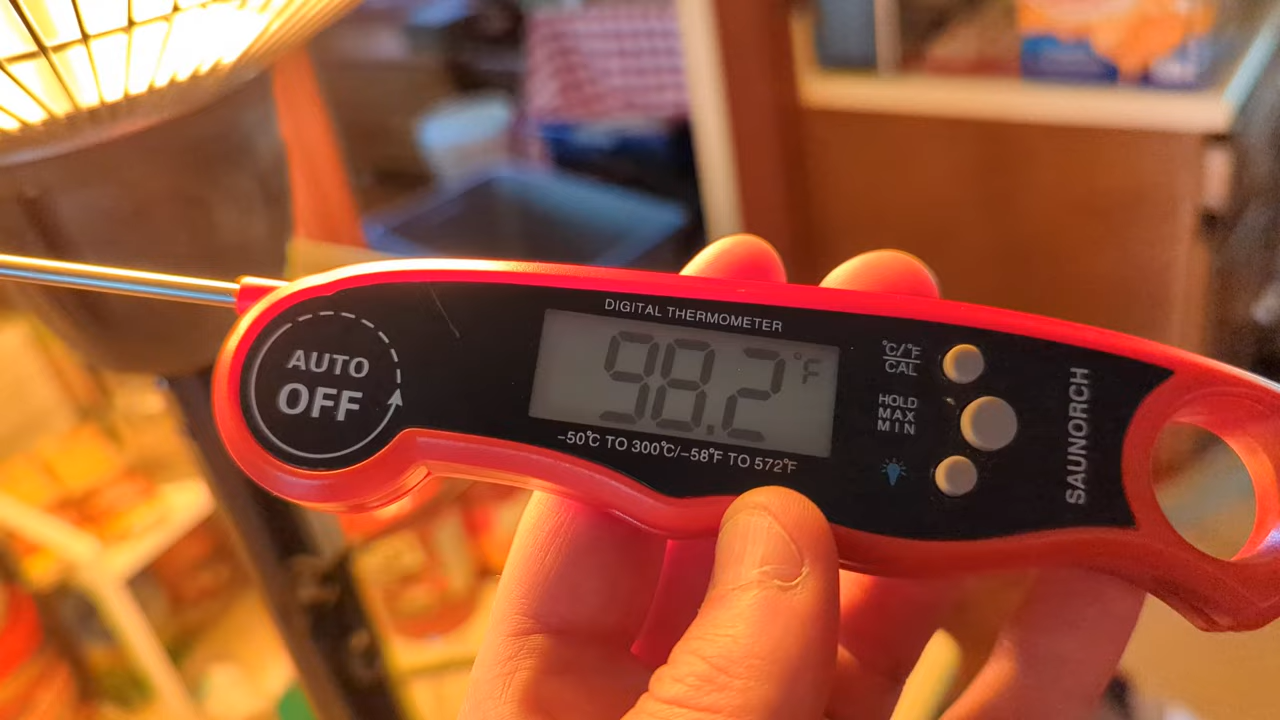 DIGITAL THERMOMETER
AUTO
OFF
98.2°F
-50℃ TO 300℃/-58℉ TO 572℉
℃/℉
CAL
HOLD
MAX
MIN
SAUNORCH